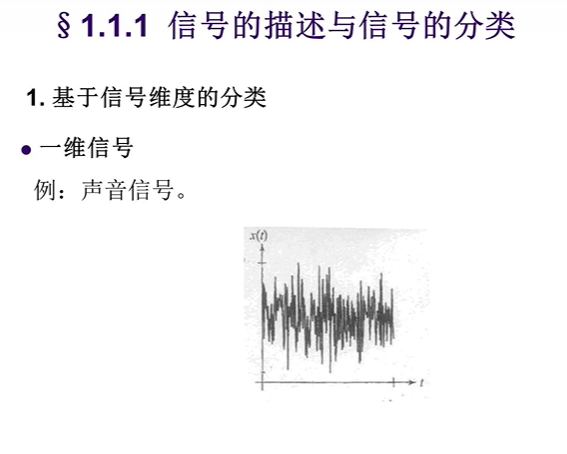 §1.1.1 信号的描述与信号的分类
1. 基于信号维度的分类
● 一维信号
例：声音信号。
x(t)
t